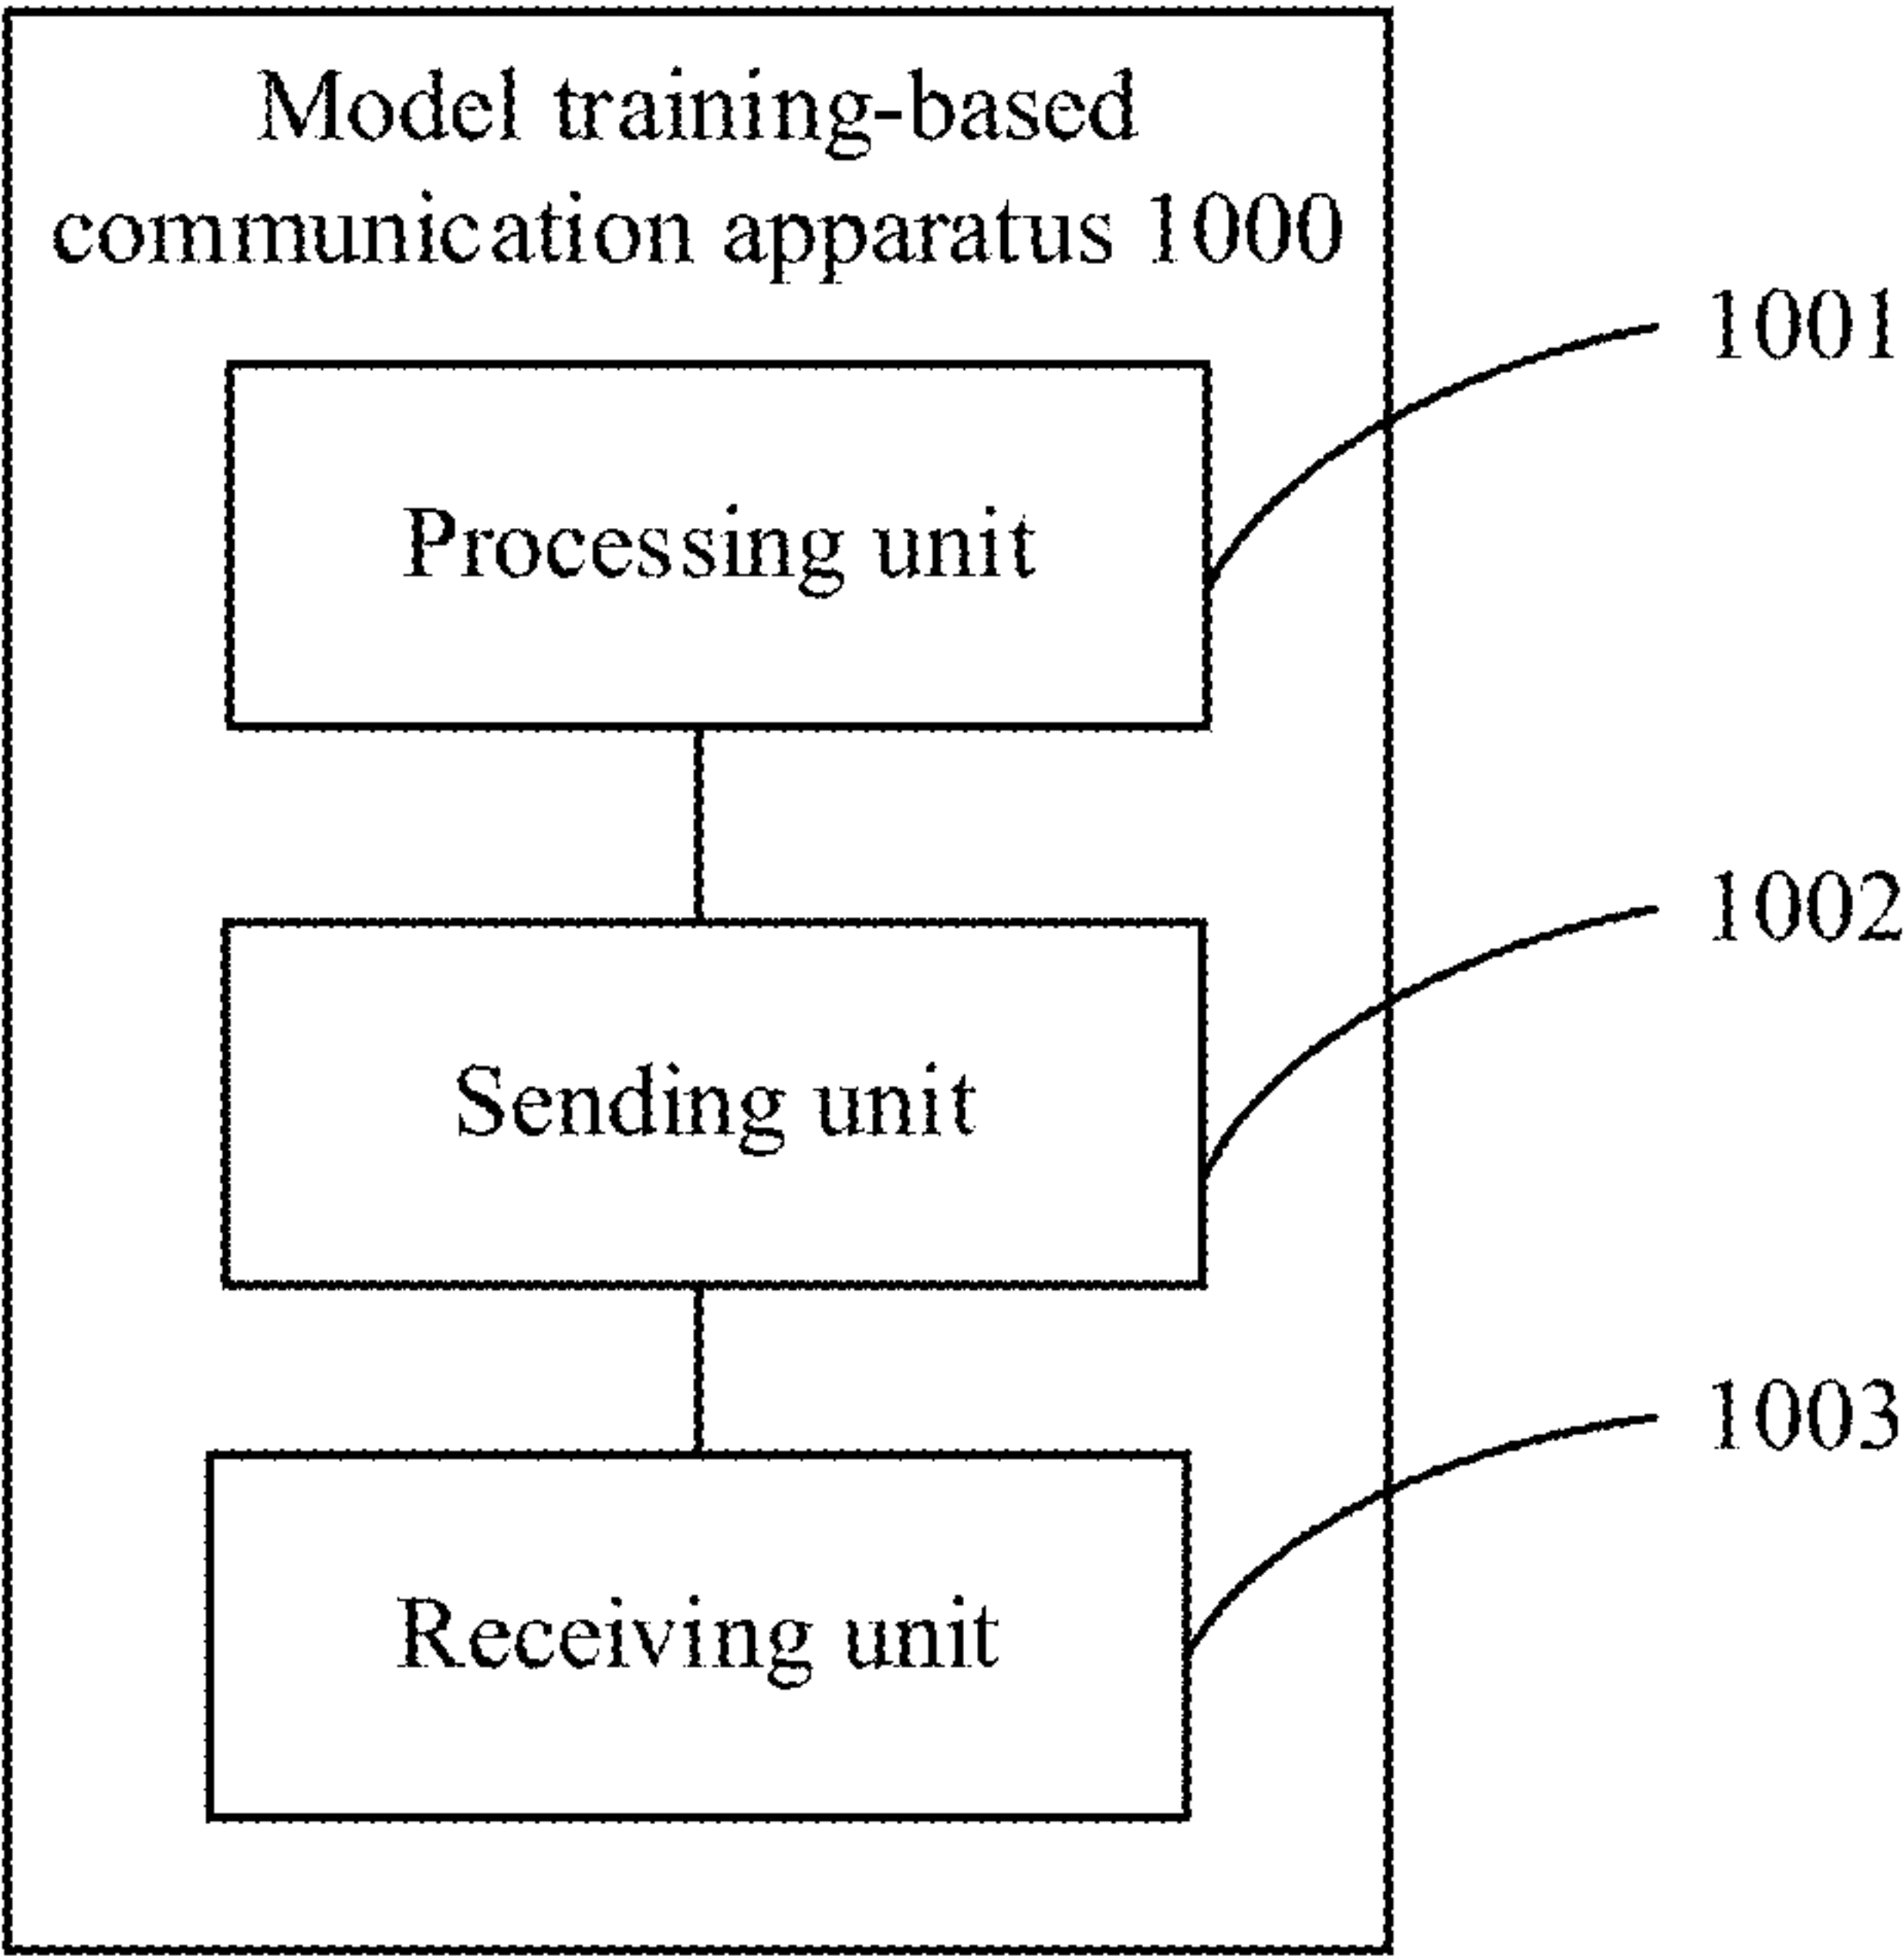 Model training-based
communication apparatus 1000
1001
Processing unit
1002
Sending unit
1003
Receiving unit